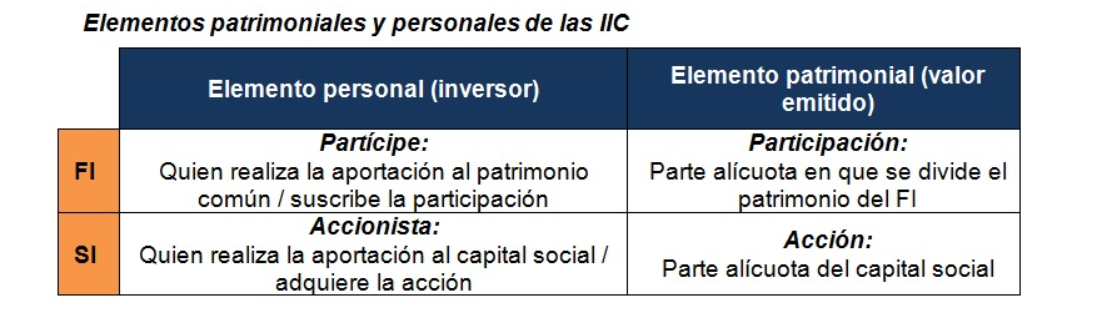 Elementos patrimoniales y personales de las IIC
Elemento personal (inversor)
Elemento patrimonial (valor
emitido)
FI
Partícipe:
Quien realiza la aportación al patrimonio
común / suscribe la participación
Participación:
Parte alícuota en que se divide el
patrimonio del FI
SI
Accionista:
Quien realiza la aportación al capital social /
adquiere la acción
Acción:
Parte alícuota del capital social